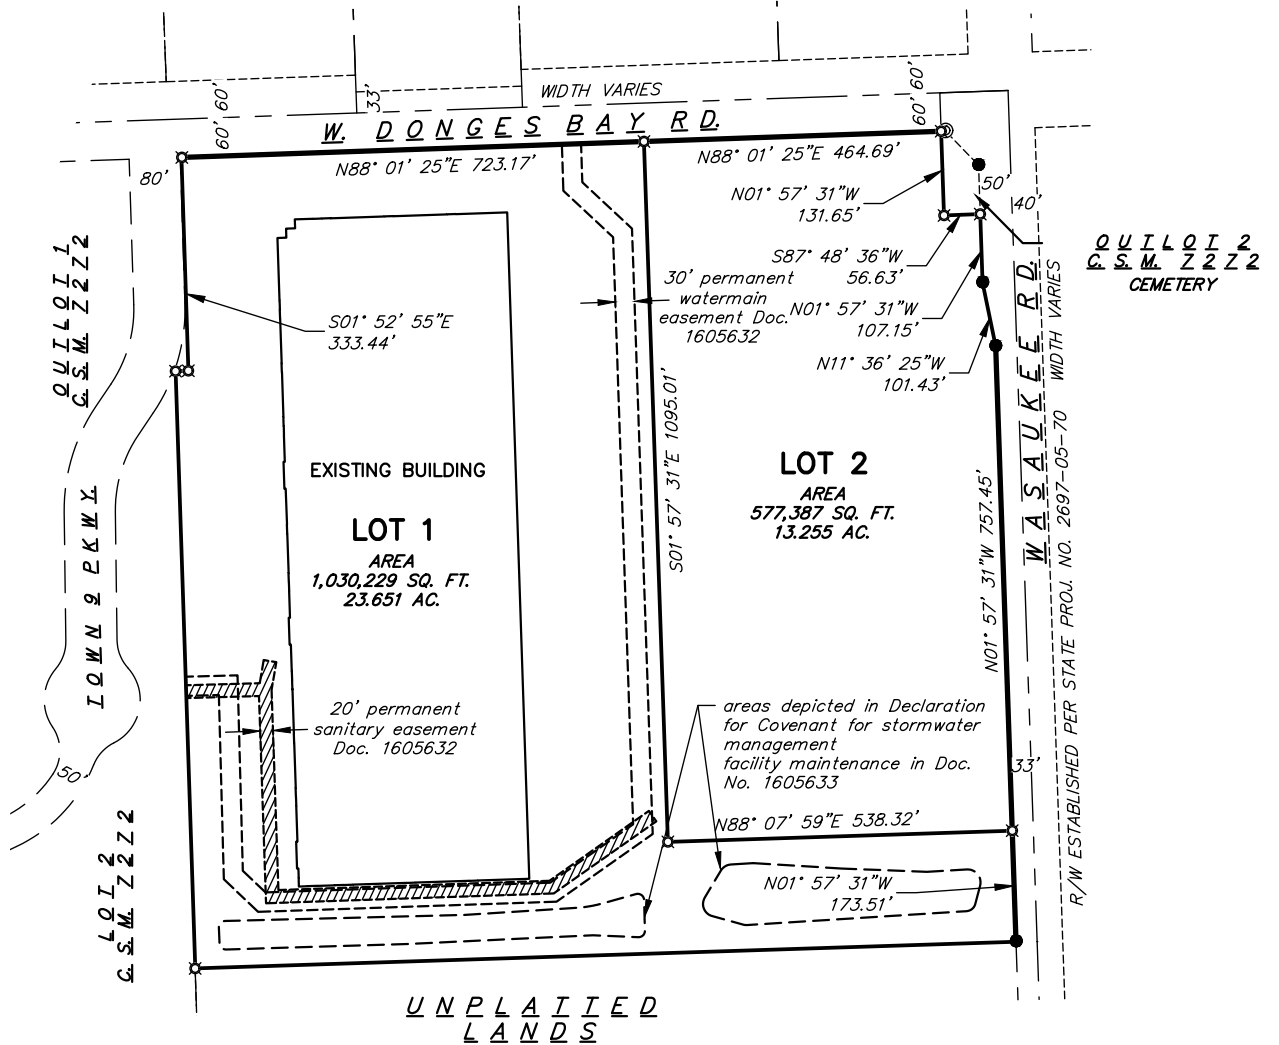 60' 60'
33'
WIDTH VARIES
60' 60'
W. DONGES BAY RD.
N88° 01' 25"E 723.17'
N88° 01' 25"E 464.69'
80'
N01° 57' 31"W
131.65'
50'
40'
OUTLOT 2
C.S.M. 7272
CEMETERY
S87° 48' 36"W
56.63'
30' permanent
watermain
easement Doc.
1605632
N01° 57' 31"W
107.15'
N11° 36' 25"W
101.43'
OUTLOT 1
C.S.M. 7272
S01° 52' 55"E
333.44'
WASAUKEE RD.
WIDTH VARIES
S01° 57' 31"E 1095.01'
EXISTING BUILDING
LOT 1
AREA
1,030,229 SQ. FT.
23.651 AC.
LOT 2
AREA
577,387 SQ. FT.
13.255 AC.
N01° 57' 31"W 757.45'
R/W ESTABLISHED PER STATE PROJ. NO. 2697-05-70
TOWN 9 PKWY.
20' permanent
sanitary easement
Doc. 1605632
areas depicted in Declaration
for Covenant for stormwater
management
facility maintenance in Doc.
No. 1605633
33'
50'
N88° 07' 59"E 538.32'
LOT 2
C.S.M. 7272
N01° 57' 31"W
173.51'
UNPLATTED
LANDS